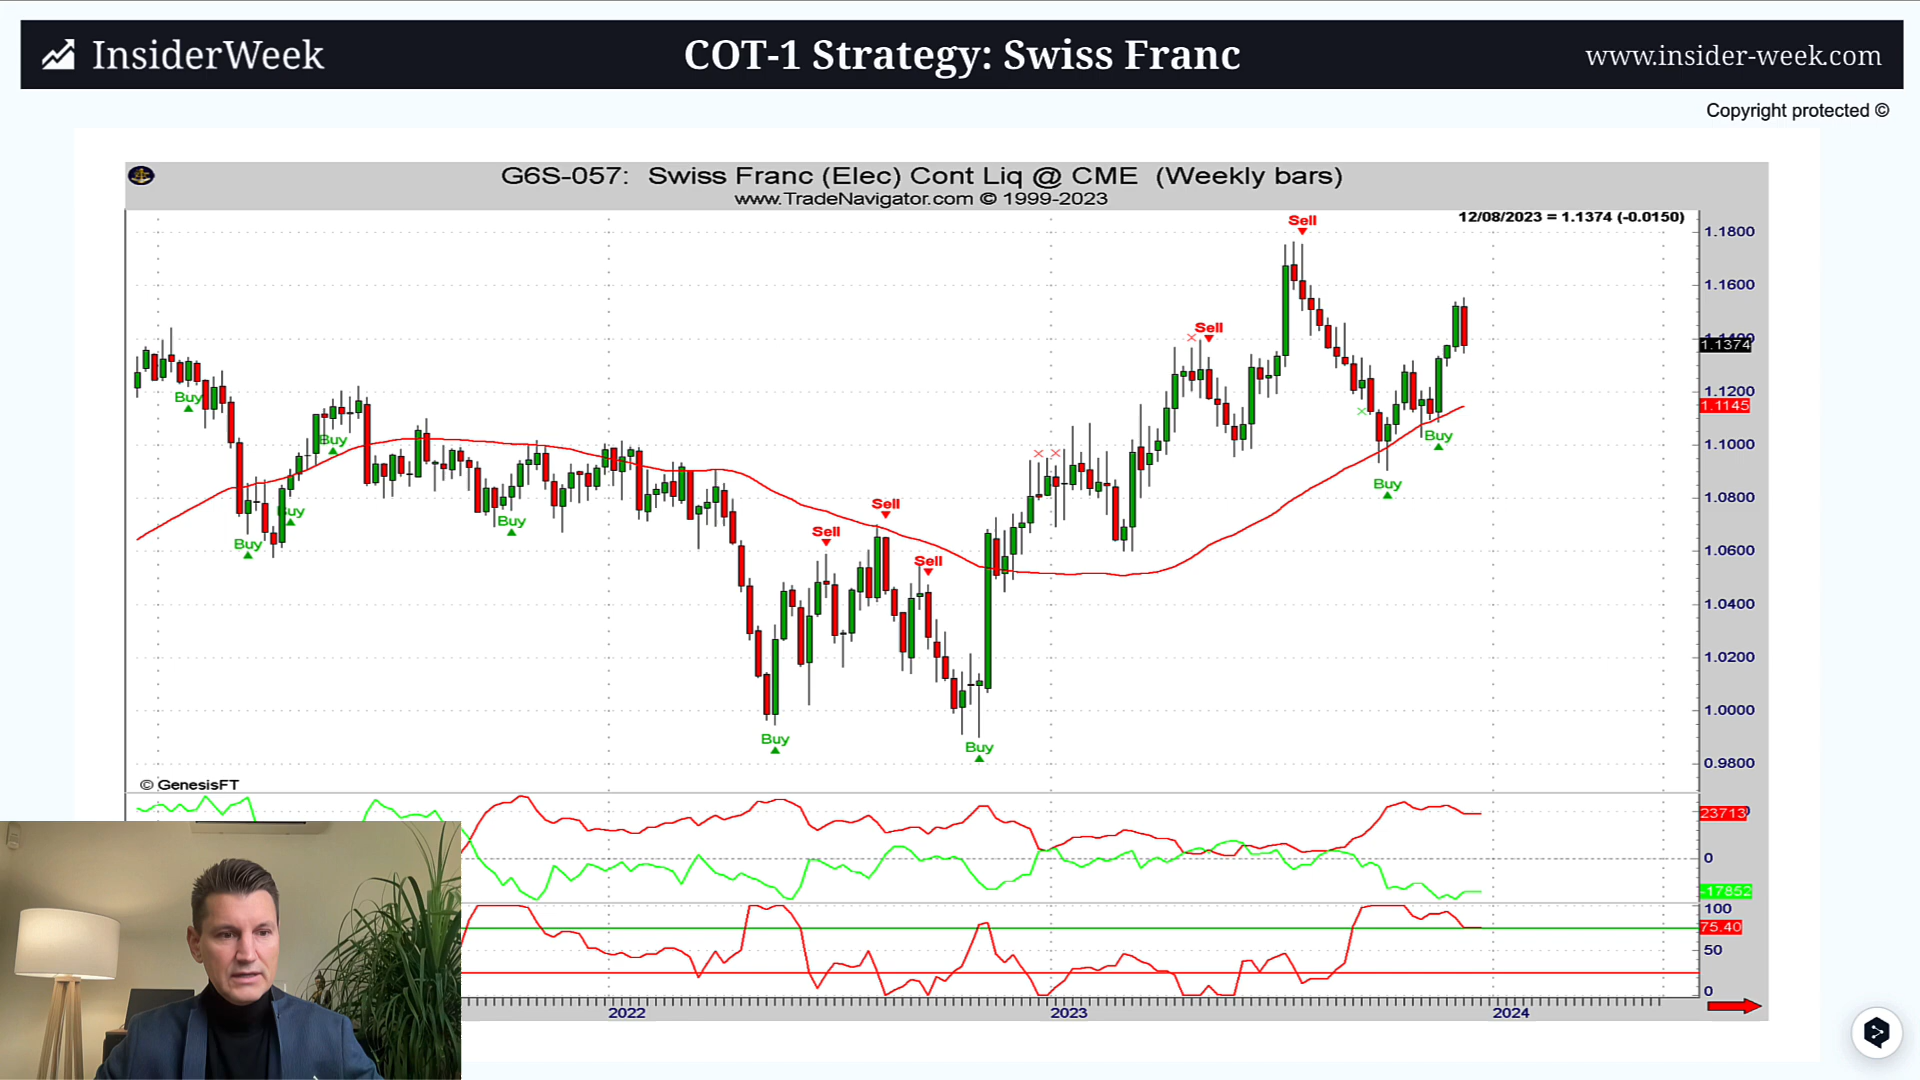 InsiderWeek
COT-1 Strategy: Swiss Franc
www.insider-week.com
Copyright protected ©
G6S-057: Swiss Franc (Elec) Cont Liq @ CME (Weekly bars)
www.TradeNavigator.com © 1999-2023
12/08/2023 = 1.1374 (-0.0150)
Sell
1.1800
1.1600
Sell
1.1374
Buy
1.1200
1.1145
Buy
Buy
1.1000
Buy
1.0800
Sell
Buy
Buy
Sell
Buy
1.0600
Sell
1.0400
1.0200
1.0000
Buy
Buy
0.9800
© GenesisFT
23713
0
-17852
100
75.40
50
0
2022
2023
2024